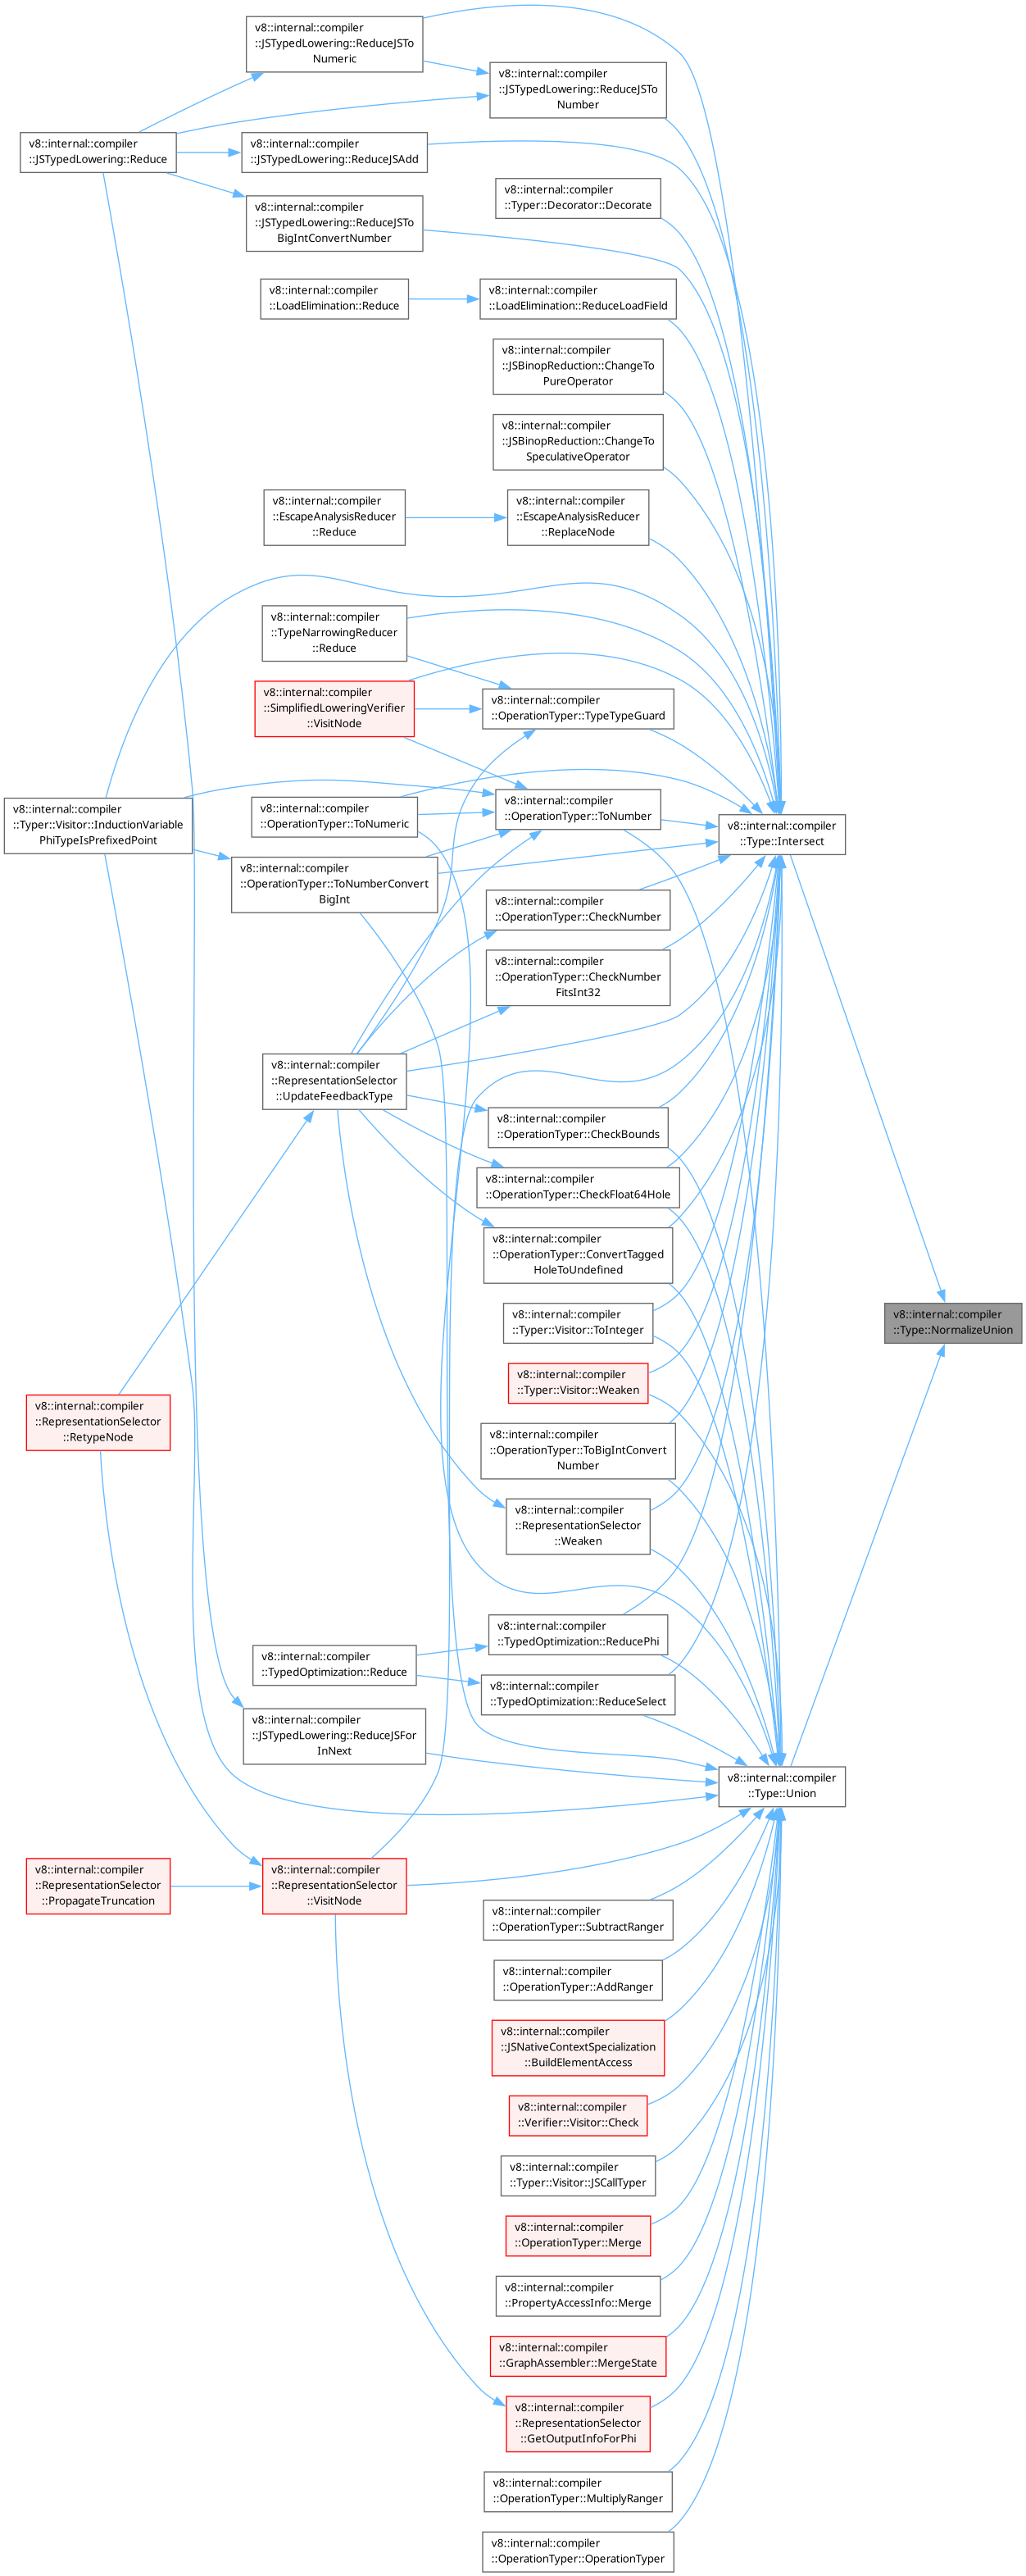 v8::internal::compiler
::JSTypedLowering::ReduceJSTo
Numeric
v8::internal::compiler
::JSTypedLowering::ReduceJSTo
Number
v8::internal::compiler
::JSTypedLowering::Reduce
v8::internal::compiler
::JSTypedLowering::ReduceJSAdd
v8::internal::compiler
::Typer::Decorator::Decorate
v8::internal::compiler
::JSTypedLowering::ReduceJSTo
BigIntConvertNumber
v8::internal::compiler
::LoadElimination::Reduce
v8::internal::compiler
::LoadElimination::ReduceLoadField
v8::internal::compiler
::JSBinopReduction::ChangeTo
PureOperator
v8::internal::compiler
::JSBinopReduction::ChangeTo
SpeculativeOperator
v8::internal::compiler
::EscapeAnalysisReducer
::Reduce
v8::internal::compiler
::EscapeAnalysisReducer
::ReplaceNode
v8::internal::compiler
::TypeNarrowingReducer
::Reduce
v8::internal::compiler
::SimplifiedLoweringVerifier
::VisitNode
v8::internal::compiler
::OperationTyper::TypeTypeGuard
v8::internal::compiler
::Typer::Visitor::InductionVariable
PhiTypeIsPrefixedPoint
v8::internal::compiler
::OperationTyper::ToNumeric
v8::internal::compiler
::OperationTyper::ToNumber
v8::internal::compiler
::Type::Intersect
v8::internal::compiler
::OperationTyper::ToNumberConvert
BigInt
v8::internal::compiler
::OperationTyper::CheckNumber
v8::internal::compiler
::OperationTyper::CheckNumber
FitsInt32
v8::internal::compiler
::RepresentationSelector
::UpdateFeedbackType
v8::internal::compiler
::OperationTyper::CheckBounds
v8::internal::compiler
::OperationTyper::CheckFloat64Hole
v8::internal::compiler
::OperationTyper::ConvertTagged
HoleToUndefined
v8::internal::compiler
::Typer::Visitor::ToInteger
v8::internal::compiler
::Type::NormalizeUnion
v8::internal::compiler
::Typer::Visitor::Weaken
v8::internal::compiler
::RepresentationSelector
::RetypeNode
v8::internal::compiler
::OperationTyper::ToBigIntConvert
Number
v8::internal::compiler
::RepresentationSelector
::Weaken
v8::internal::compiler
::TypedOptimization::ReducePhi
v8::internal::compiler
::TypedOptimization::Reduce
v8::internal::compiler
::TypedOptimization::ReduceSelect
v8::internal::compiler
::JSTypedLowering::ReduceJSFor
InNext
v8::internal::compiler
::Type::Union
v8::internal::compiler
::RepresentationSelector
::PropagateTruncation
v8::internal::compiler
::RepresentationSelector
::VisitNode
v8::internal::compiler
::OperationTyper::SubtractRanger
v8::internal::compiler
::OperationTyper::AddRanger
v8::internal::compiler
::JSNativeContextSpecialization
::BuildElementAccess
v8::internal::compiler
::Verifier::Visitor::Check
v8::internal::compiler
::Typer::Visitor::JSCallTyper
v8::internal::compiler
::OperationTyper::Merge
v8::internal::compiler
::PropertyAccessInfo::Merge
v8::internal::compiler
::GraphAssembler::MergeState
v8::internal::compiler
::RepresentationSelector
::GetOutputInfoForPhi
v8::internal::compiler
::OperationTyper::MultiplyRanger
v8::internal::compiler
::OperationTyper::OperationTyper